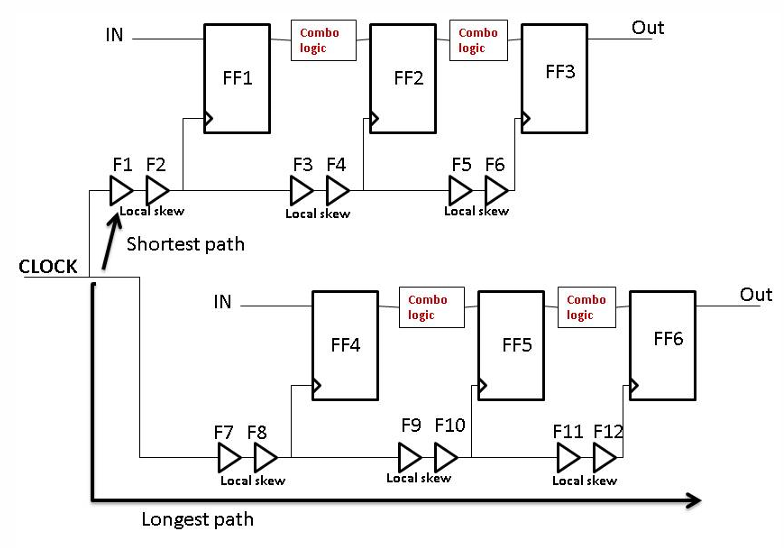 IN
Combo
logic
Combo
logic
Out
FF1
FF2
FF3
F1 F2
F3 F4
F5 F6
Local skew
Local skew
Local skew
Shortest path
CLOCK
IN
Combo
logic
Combo
logic
Out
FF4
FF5
FF6
F7 F8
F9 F10
F11 F12
Local skew
Local skew
Local skew
Longest path